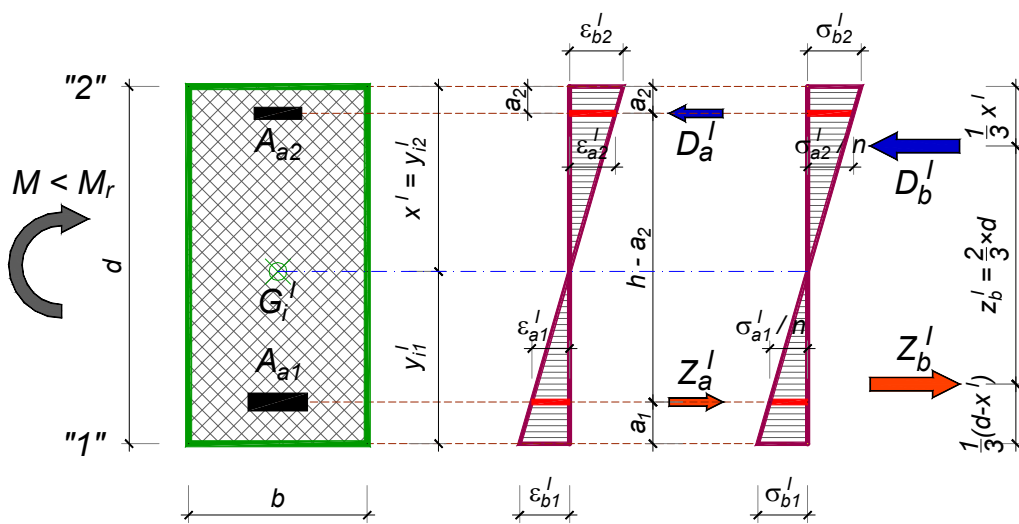 ε_b2^I
σ_b2^I
"2"
a_2
a_2
A_a2
D_a^I
ε_a2^I
σ_a2^I / n
D_b^I
1/3 x^I
M < M_r
x^I = y_i2^I
d
h - a_2
z_b^I = 2/3 × d
G_i^I
ε_a1^I
σ_a1^I / n
A_a1
y_i1^I
Z_a^I
Z_b^I
a_1
1/3 (d-x^I)
"1"
b
ε_b1^I
σ_b1^I